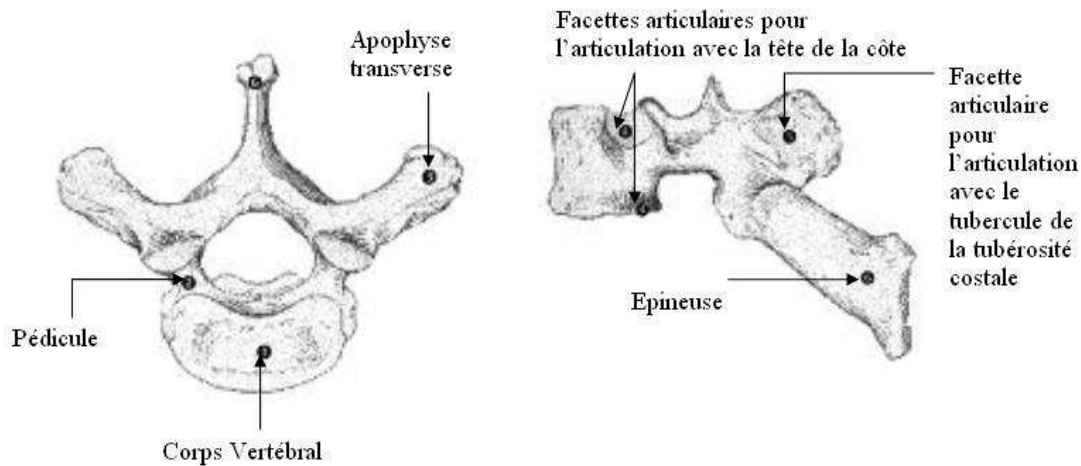 Apophyse
transverse
Pédicule
Corps Vertébral
Facettes articulaires pour
l'articulation avec la tête de la côte
Facette
articulaire
pour
l'articulation
avec le
tubercule de
la tubérosité
costale
Epineuse